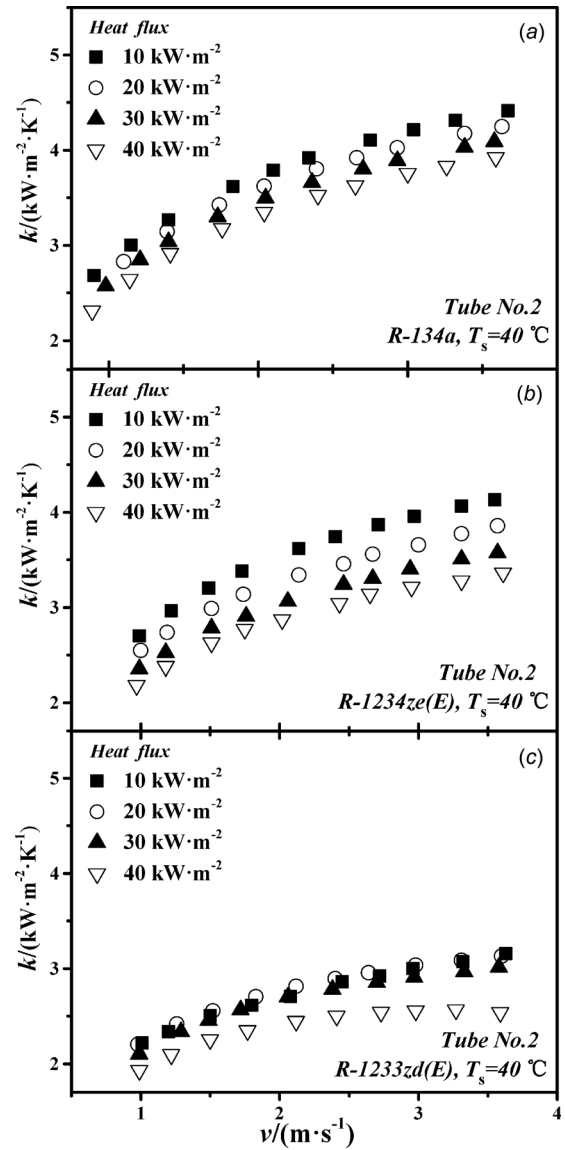 (a)
Heat flux
10 kW·m⁻²
20 kW·m⁻²
30 kW·m⁻²
40 kW·m⁻²
5
4
3
2
k/(kW·m⁻²·K⁻¹)
Tube No.2
R-134a, Tₛ=40 ℃
(b)
Heat flux
10 kW·m⁻²
20 kW·m⁻²
30 kW·m⁻²
40 kW·m⁻²
5
4
3
2
k/(kW·m⁻²·K⁻¹)
Tube No.2
R-1234ze(E), Tₛ=40 ℃
(c)
Heat flux
10 kW·m⁻²
20 kW·m⁻²
30 kW·m⁻²
40 kW·m⁻²
5
4
3
2
k/(kW·m⁻²·K⁻¹)
Tube No.2
R-1233zd(E), Tₛ=40 ℃
1 2 3 4
v/(m·s⁻¹)